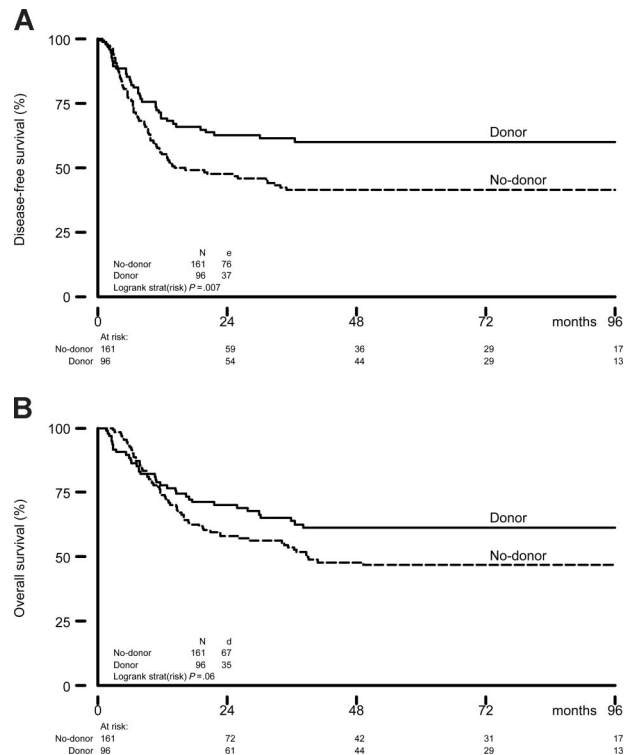 A
Disease-free survival (%)
100
75
50
25
0
Donor
No-donor
N e
No-donor 161 76
Donor 96 37
Logrank strat(risk) P =.007
0 24 48 72 months 96
At risk:
No-donor 161 59 36 29 17
Donor 96 54 44 29 13
B
Overall survival (%)
100
75
50
25
0
Donor
No-donor
N d
No-donor 161 67
Donor 96 35
Logrank strat(risk) P =.06
0 24 48 72 months 96
At risk:
No-donor 161 72 42 31 17
Donor 96 61 44 29 13